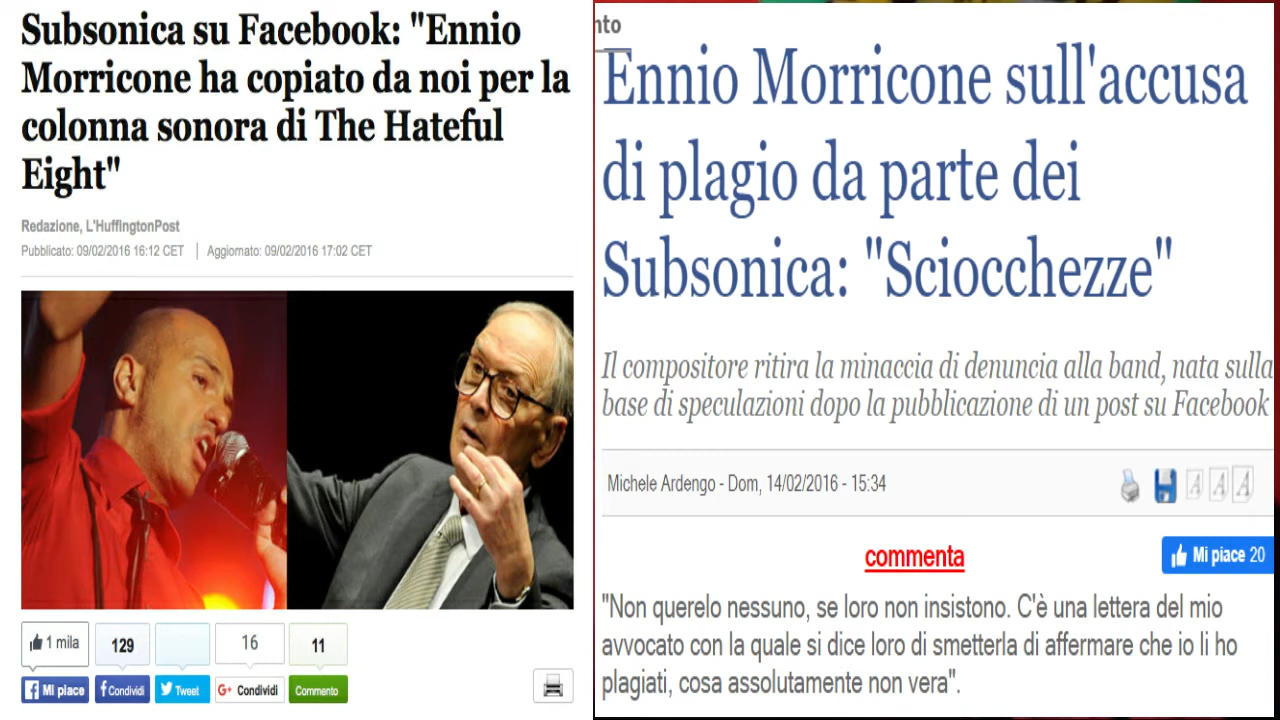 Subsonica su Facebook: "Ennio
Morricone ha copiato da noi per la
colonna sonora di The Hateful
Eight"
Redazione, L'HuffingtonPost
Pubblicato: 09/02/2016 16:12 CET | Aggiornato: 09/02/2016 17:02 CET
1 mila
129
16
11
Mi piace
Condividi
Tweet
G+ Condividi
Commento
nto
Ennio Morricone sull'accusa
di plagio da parte dei
Subsonica: "Sciocchezze"
Il compositore ritira la minaccia di denuncia alla band, nata sulla
base di speculazioni dopo la pubblicazione di un post su Facebook
Michele Ardengo - Dom, 14/02/2016 - 15:34
A A A
commenta
Mi piace 20
"Non querelo nessuno, se loro non insistono. C'è una lettera del mio
avvocato con la quale si dice loro di smetterla di affermare che io li ho
plagiati, cosa assolutamente non vera".